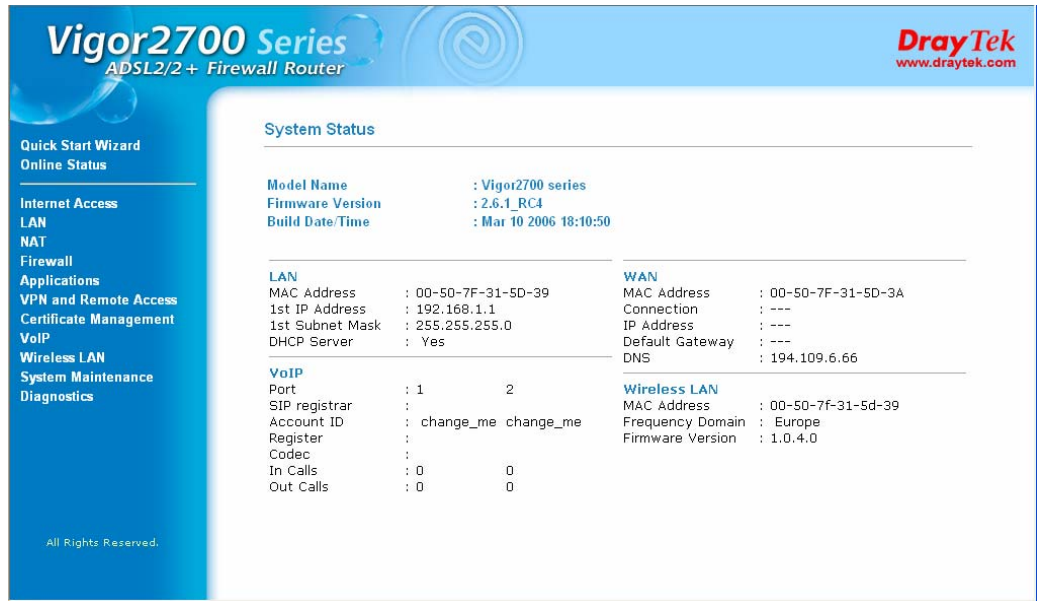 Vigor2700 Series
ADSL2/2+ Firewall Router
DrayTek
www.draytek.com
Quick Start Wizard
Online Status
Internet Access
LAN
NAT
Firewall
Applications
VPN and Remote Access
Certificate Management
VoIP
Wireless LAN
System Maintenance
Diagnostics
All Rights Reserved.
System Status
Model Name : Vigor2700 series
Firmware Version : 2.6.1_RC4
Build Date/Time : Mar 10 2006 18:10:50
LAN
MAC Address : 00-50-7F-31-5D-39
1st IP Address : 192.168.1.1
1st Subnet Mask : 255.255.255.0
DHCP Server : Yes
VoIP
Port : 1 2
SIP registrar :
Account ID : change_me change_me
Register :
Codec :
In Calls : 0 0
Out Calls : 0 0
WAN
MAC Address : 00-50-7F-31-5D-3A
Connection : ---
IP Address : ---
Default Gateway : ---
DNS : 194.109.6.66
Wireless LAN
MAC Address : 00-50-7f-31-5d-39
Frequency Domain : Europe
Firmware Version : 1.0.4.0